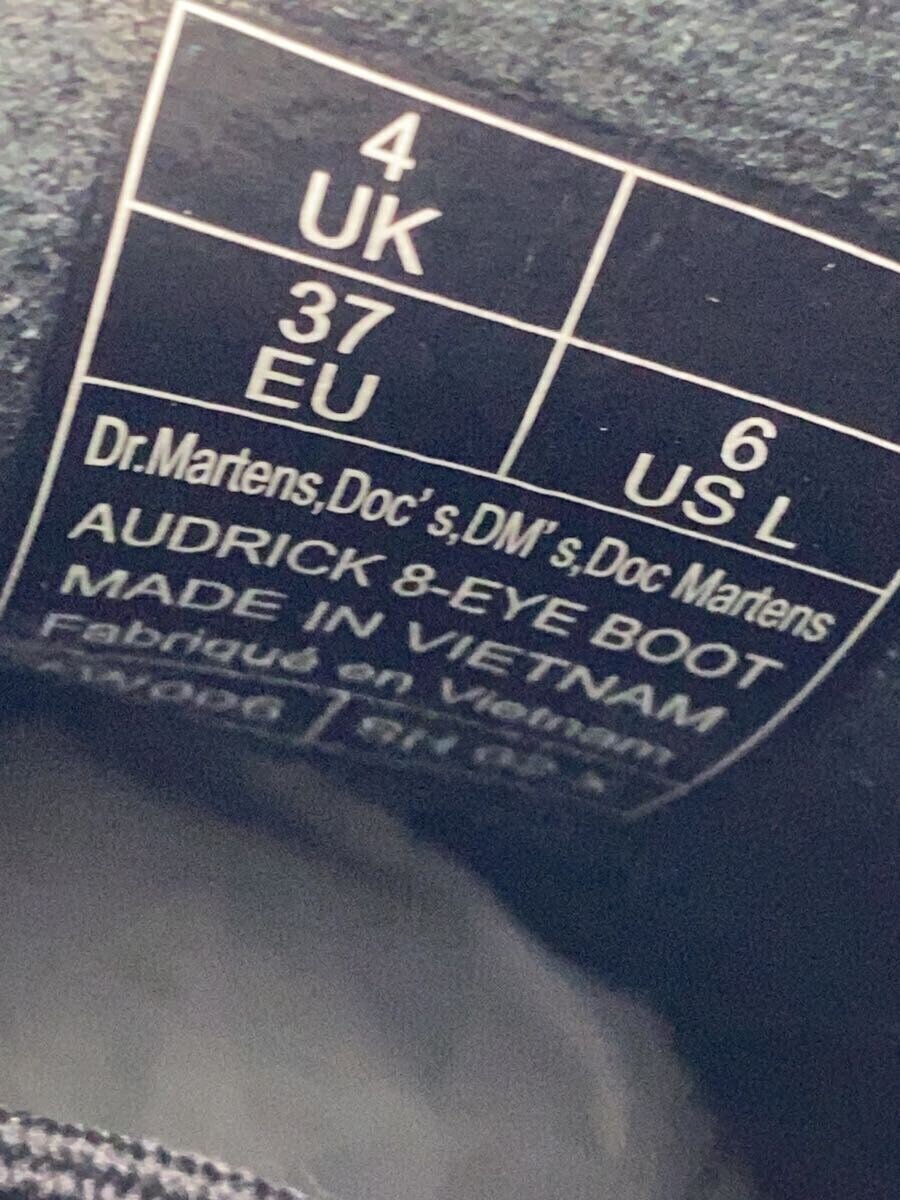 4
UK
37
EU
6
US L
Dr.Martens,Doc's,DM's,Doc Martens
AUDRICK 8-EYE BOOT
MADE IN VIETNAM
Fabriqué en Vietnam